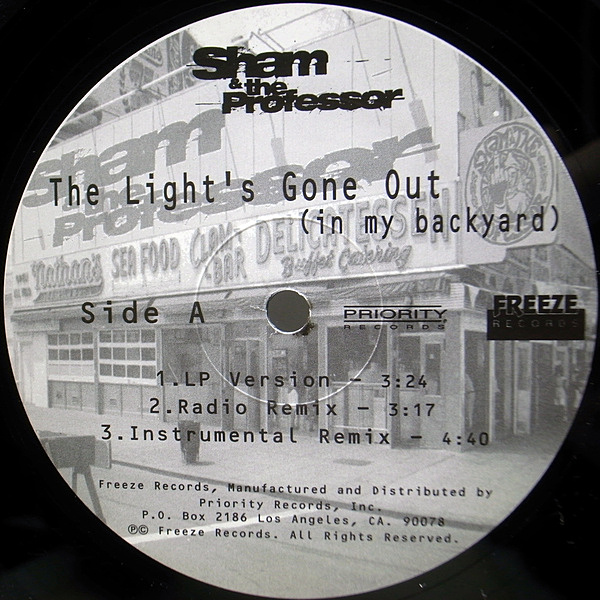 Sham
& the
Professor
Sham
Professor
The Light's Gone Out
(in my backyard)
Nathan's
SEA FOOD
CLAM-BAR
DELICATESSEN
Buffet Catering
Side A
PRIORITY
RECORDS
FREEZE
RECORDS
1.LP Version - 3:24
2.Radio Remix - 3:17
3.Instrumental Remix - 4:40
Freeze Records, Manufactured and Distributed by
Priority Records, Inc.
P.O. Box 2186 Los Angeles, CA. 90078
℗© Freeze Records. All Rights Reserved.